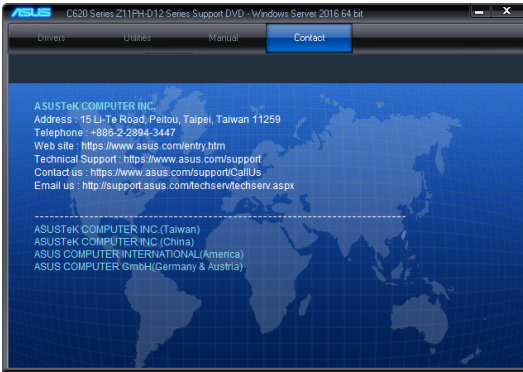 ASUS C620 Series Z11PH-D12 Series Support DVD - Windows Server 2016 64 bit
Drivers Utilities Manual Contact
ASUSTeK COMPUTER INC.
Address : 15 Li-Te Road, Peitou, Taipei, Taiwan 11259
Telephone : +886-2-2894-3447
Web site : https://www.asus.com/entry.htm
Technical Support : https://www.asus.com/support
Contact us : https://www.asus.com/support/CallUs
Email us : http://support.asus.com/techserv/techserv.aspx
--------------------------------------------------------------------------------
ASUSTeK COMPUTER INC.(Taiwan)
ASUSTeK COMPUTER INC.(China)
ASUS COMPUTER INTERNATIONAL(America)
ASUS COMPUTER GmbH(Germany & Austria)